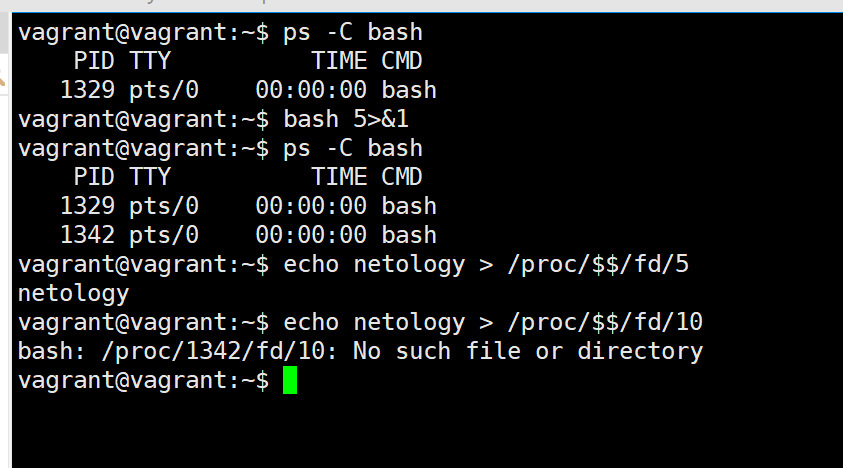 vagrant@vagrant:~$ ps -C bash
    PID TTY          TIME CMD
   1329 pts/0    00:00:00 bash
vagrant@vagrant:~$ bash 5>&1
vagrant@vagrant:~$ ps -C bash
    PID TTY          TIME CMD
   1329 pts/0    00:00:00 bash
   1342 pts/0    00:00:00 bash
vagrant@vagrant:~$ echo netology > /proc/$$/fd/5
netology
vagrant@vagrant:~$ echo netology > /proc/$$/fd/10
bash: /proc/1342/fd/10: No such file or directory
vagrant@vagrant:~$